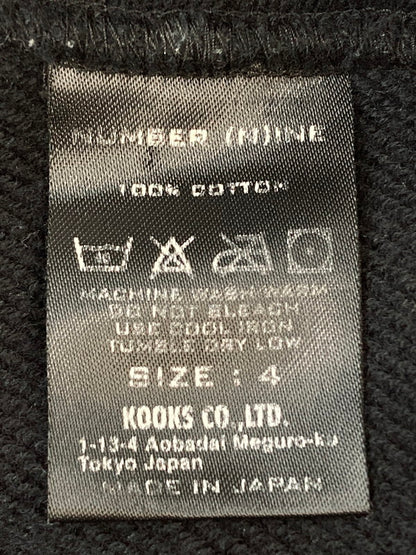 NUMBER (N)INE
100% COTTON
MACHINE WASH WARM
DO NOT BLEACH
USE COOL IRON
TUMBLE DRY LOW
SIZE : 4
KOOKS CO.,LTD.
1-13-4 Aobadai Meguro-ku
Tokyo Japan
MADE IN JAPAN